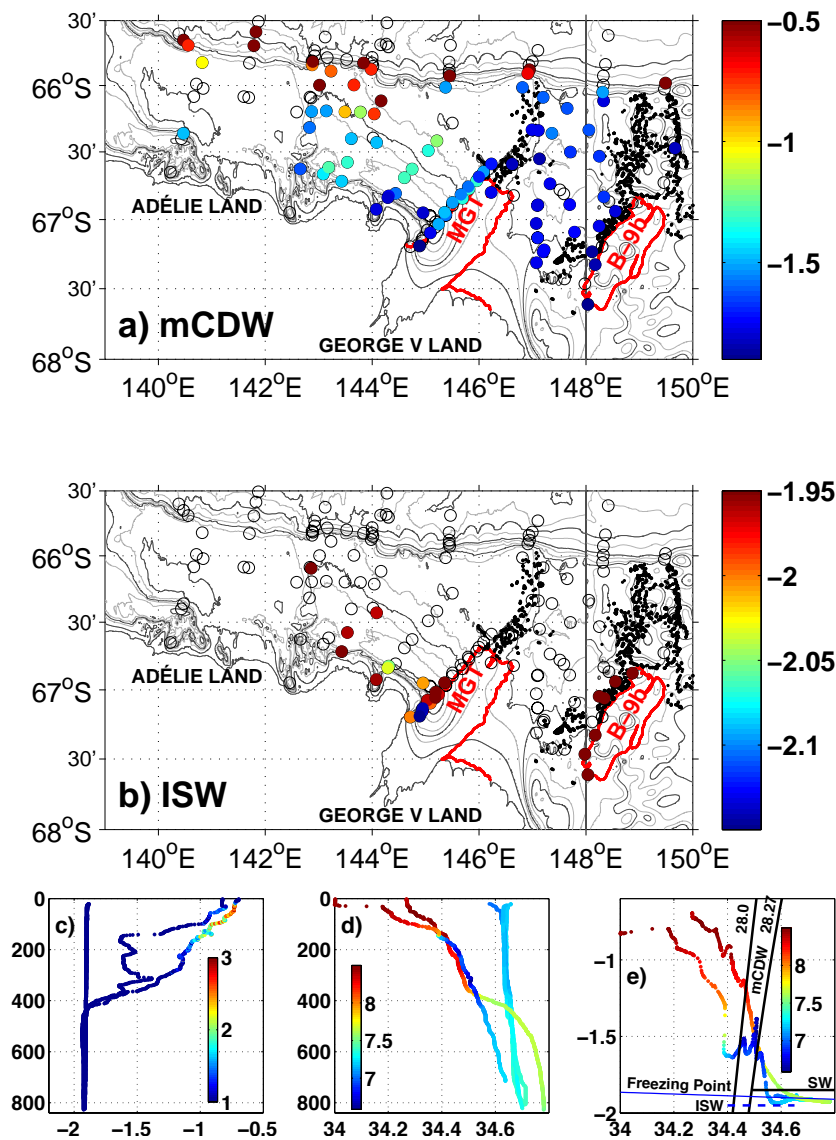 30’
66°S
30’
67°S
30’
68°S
ADÉLIE LAND
MGT
B−9b
a) mCDW
GEORGE V LAND
140°E
142°E
144°E
146°E
148°E
150°E
−0.5
−1
−1.5
30’
66°S
30’
67°S
30’
68°S
ADÉLIE LAND
MGT
B−9b
b) ISW
GEORGE V LAND
140°E
142°E
144°E
146°E
148°E
150°E
−1.95
−2
−2.05
−2.1
c)
0
200
400
600
800
−2
−1.5
−1
−0.5
3
2
1
d)
0
200
400
600
800
34
34.2
34.4
34.6
8
7.5
7
e)
−1
−1.5
−2
34
34.2
34.4
34.6
28.0
28.27
mCDW
8
7.5
7
Freezing Point
SW
ISW